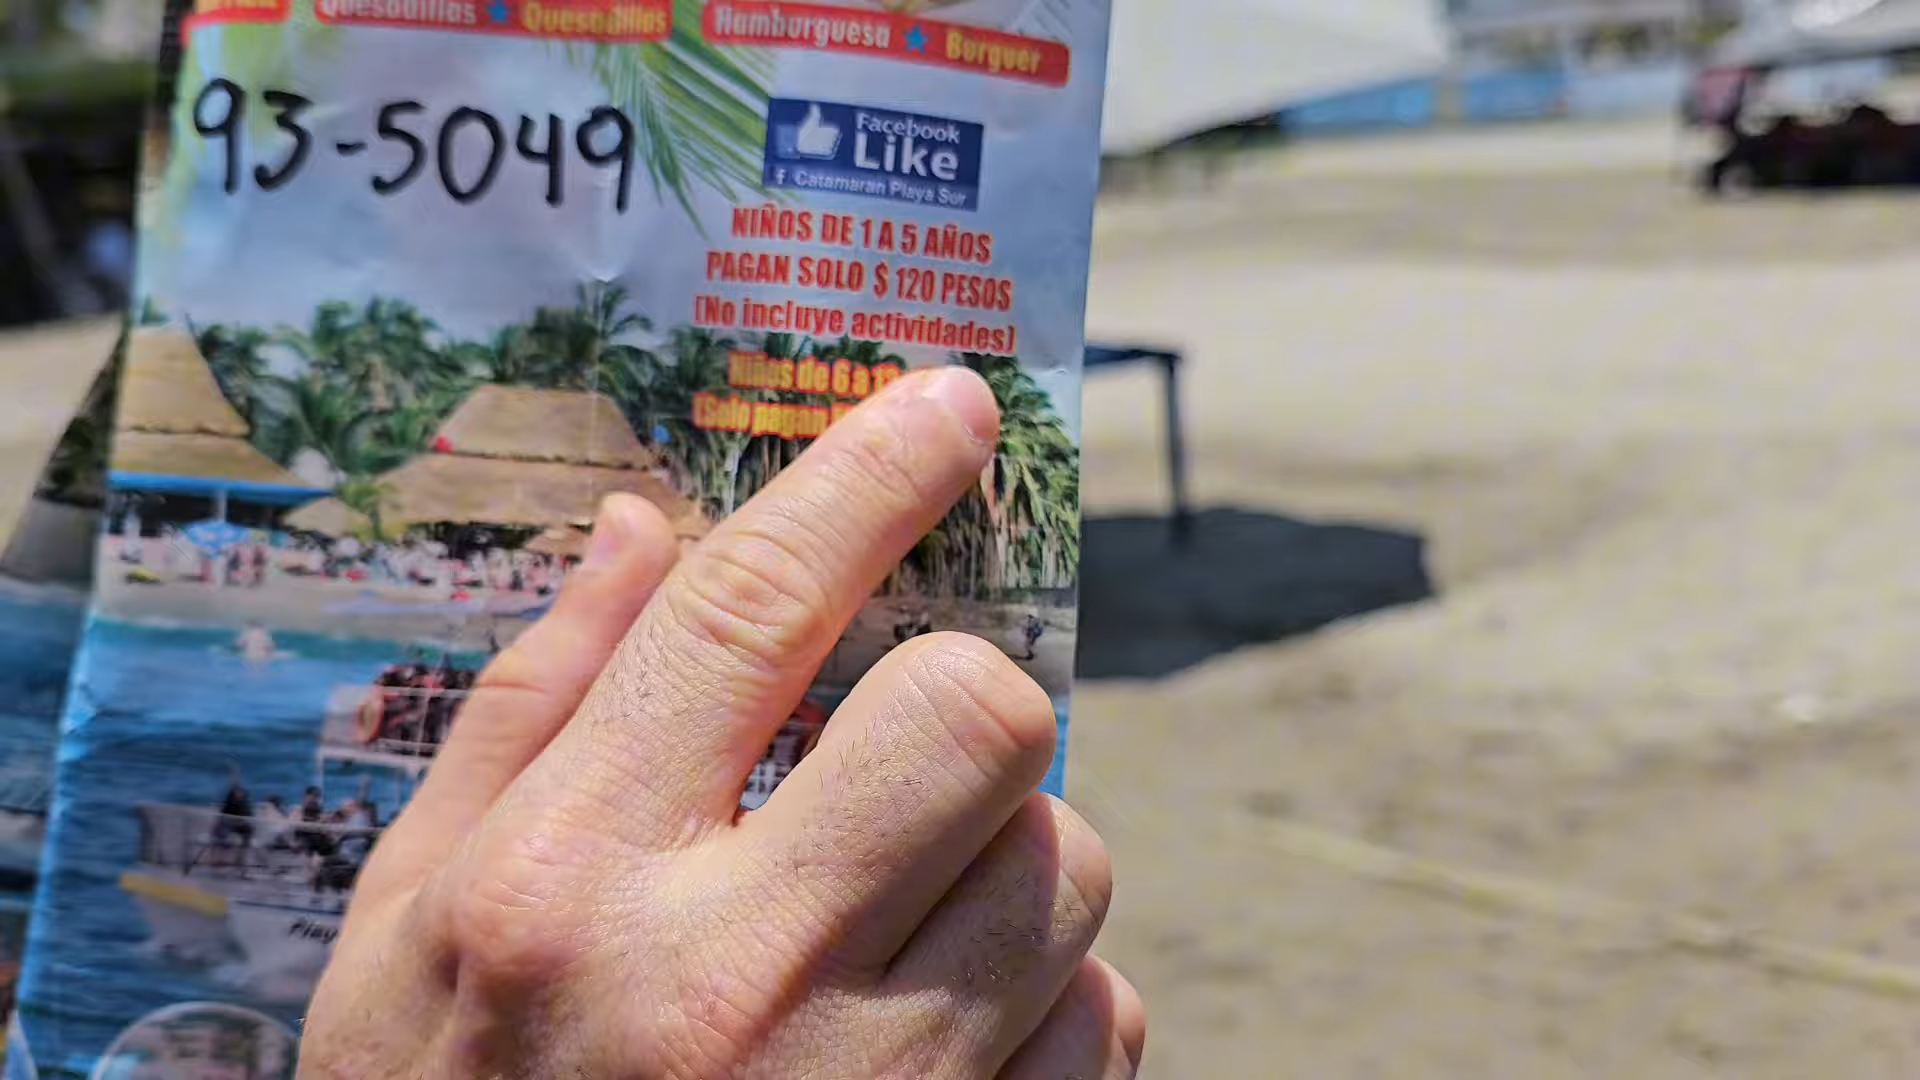 Quesadillas ★ Quesadillas
Hamburguesa ★ Burguer
93-5049
Facebook
Like
f Catamaran Playa Sur
NIÑOS DE 1 A 5 AÑOS
PAGAN SOLO $ 120 PESOS
(No incluye actividades)
Niños de 6 a
(Solo pagan